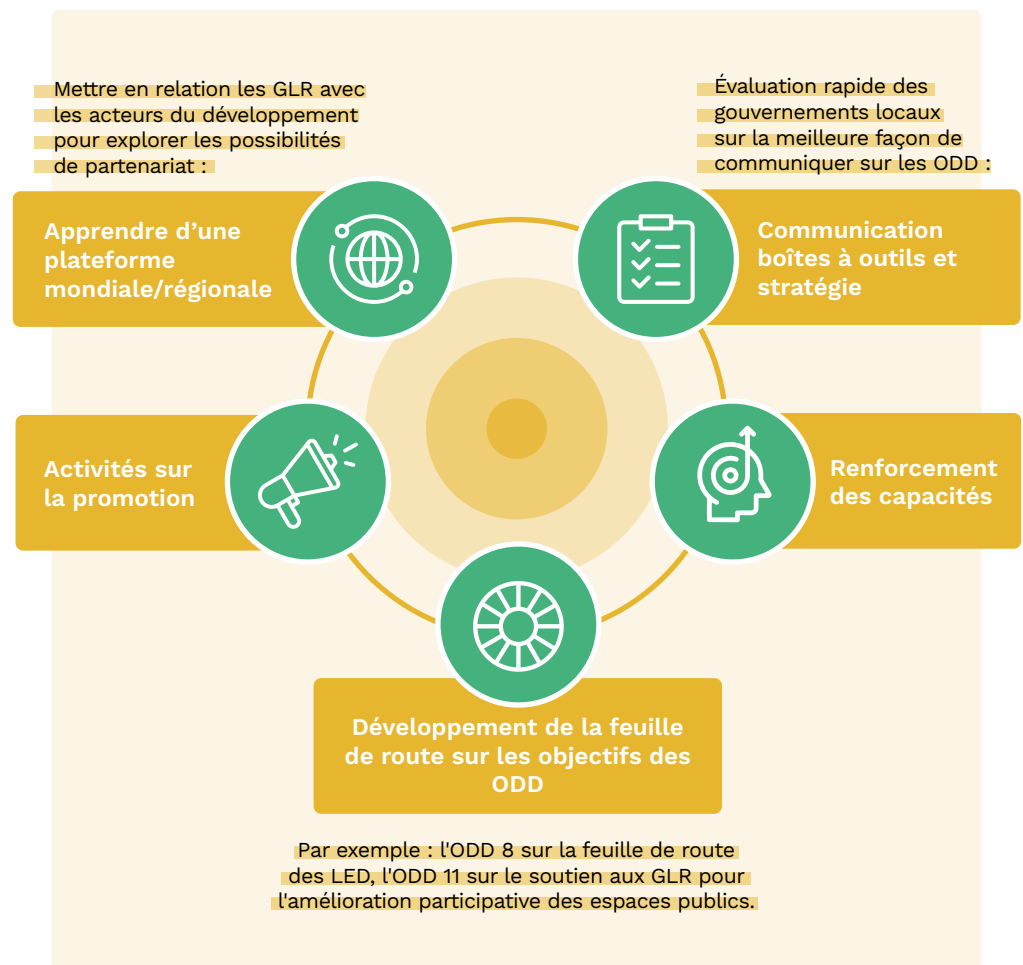 Mettre en relation les GLR avec
les acteurs du développement
pour explorer les possibilités
de partenariat :
Apprendre d’une
plateforme
mondiale/régionale
Évaluation rapide des
gouvernements locaux
sur la meilleure façon de
communiquer sur les ODD :
Communication
boîtes à outils et
stratégie
Activités sur
la promotion
Renforcement
des capacités
Développement de la feuille
de route sur les objectifs des
ODD
Par exemple : l'ODD 8 sur la feuille de route
des LED, l'ODD 11 sur le soutien aux GLR pour
l'amélioration participative des espaces publics.